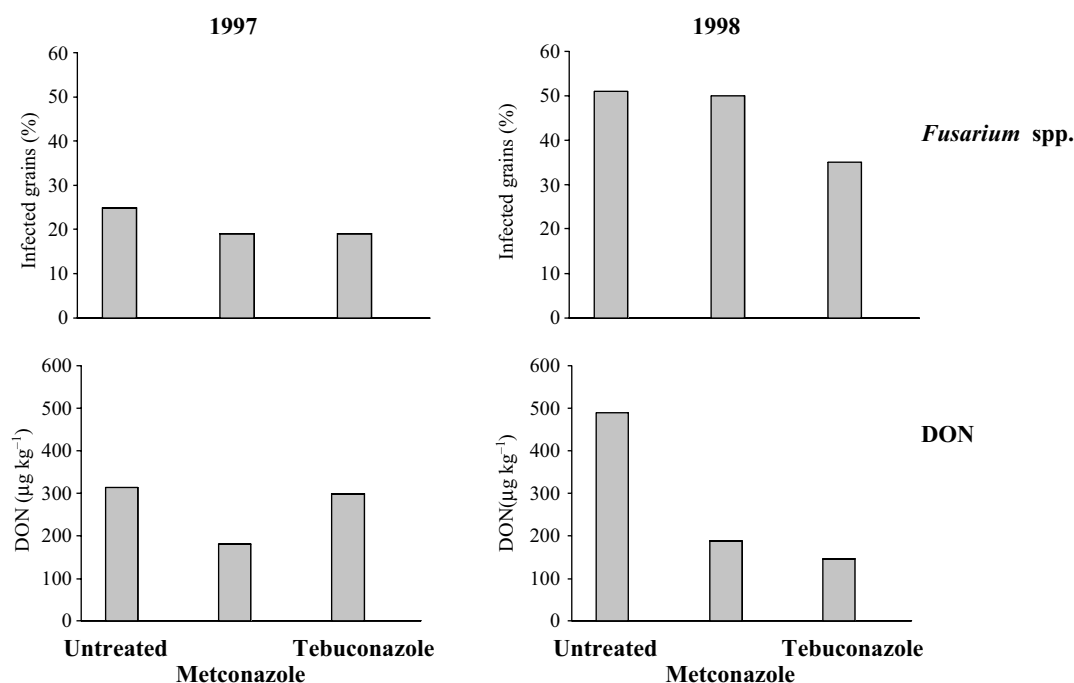 1997
1998
60
50
40
30
20
10
0
Infected grains (%)
60
50
40
30
20
10
0
Infected grains (%)
Fusarium spp.
600
500
400
300
200
100
0
DON (µg kg⁻¹)
600
500
400
300
200
100
0
DON(µg kg⁻¹)
DON
Untreated
Metconazole
Tebuconazole
Untreated
Metconazole
Tebuconazole